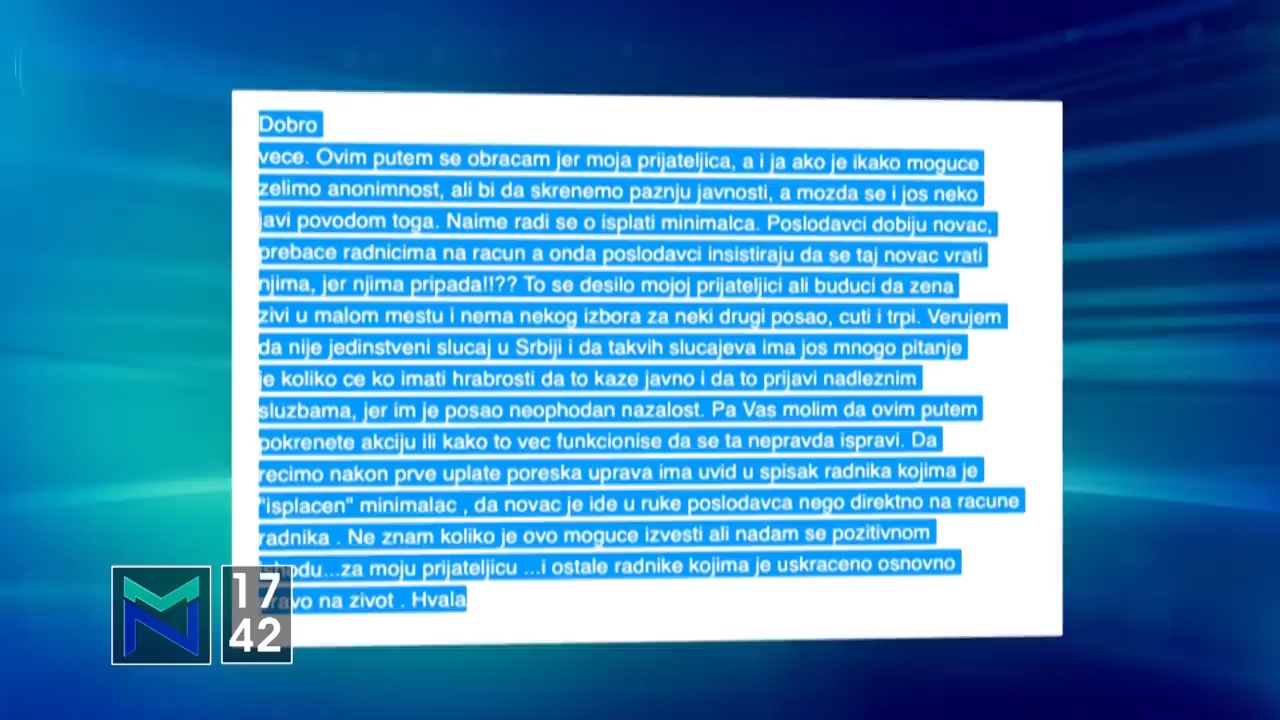 Dobro
vece. Ovim putem se obracam jer moja prijateljica, a i ja ako je ikako moguce
zelimo anonimnost, ali bi da skrenemo paznju javnosti, a mozda se i jos neko
javi povodom toga. Naime radi se o isplati minimalca. Poslodavci dobiju novac,
prebace radnicima na racun a onda poslodavci insistiraju da se taj novac vrati
njima, jer njima pripada!!?? To se desilo mojoj prijateljici ali buduci da zena
zivi u malom mestu i nema nekog izbora za neki drugi posao, cuti i trpi. Verujem
da nije jedinstveni slucaj u Srbiji i da takvih slucajeva ima jos mnogo pitanje
je koliko ce ko imati hrabrosti da to kaze javno i da to prijavi nadleznim
sluzbama, jer im je posao neophodan nazalost. Pa Vas molim da ovim putem
pokrenete akciju ili kako to vec funkcionise da se ta nepravda ispravi. Da
recimo nakon prve uplate poreska uprava ima uvid u spisak radnika kojima je
"isplacen" minimalac , da novac je ide u ruke poslodavca nego direktno na racune
radnika . Ne znam koliko je ovo moguce izvesti ali nadam se pozitivnom
ishodu...za moju prijateljicu ...i ostale radnike kojima je uskraceno osnovno
pravo na zivot . Hvala
17
42